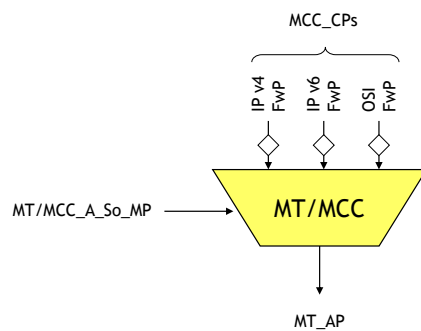 MCC_CPs
IP v4
FwP
IP v6
FwP
OSI
FwP
MT/MCC
MT/MCC_A_So_MP
MT_AP